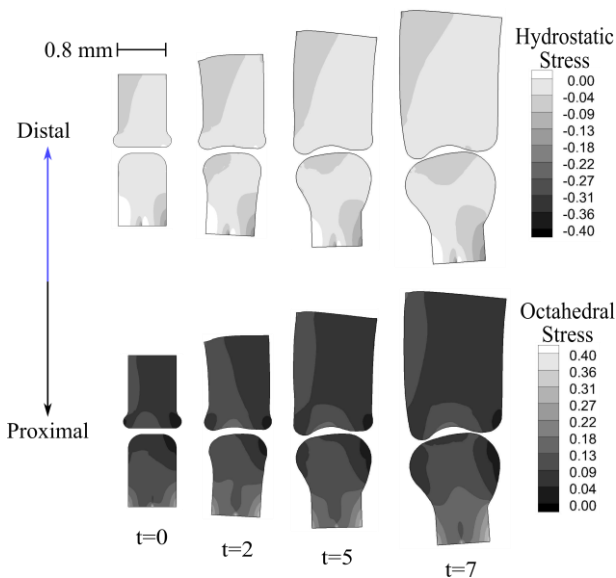 0.8 mm
Hydrostatic
Stress
0.00
-0.04
-0.09
-0.13
-0.18
-0.22
-0.27
-0.31
-0.36
-0.40
Distal
Proximal
Octahedral
Stress
0.40
0.36
0.31
0.27
0.22
0.18
0.13
0.09
0.04
0.00
t=0
t=2
t=5
t=7